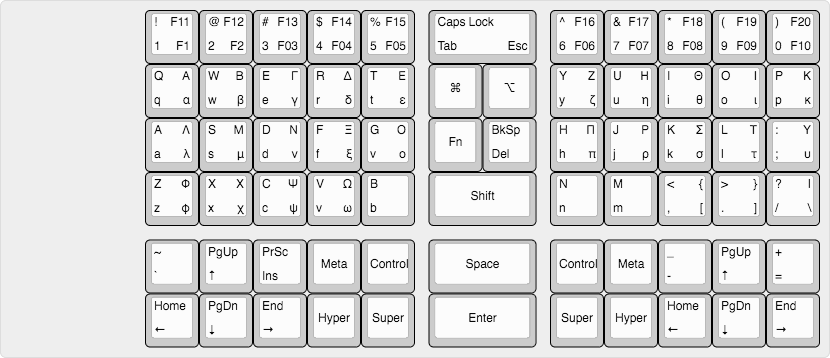 ! F11 @ F12 # F13 $ F14 % F15 Caps Lock ^ F16 & F17 * F18 ( F19 ) F20
1 F1 2 F2 3 F03 4 F04 5 F05 Tab Esc 6 F06 7 F07 8 F08 9 F09 0 F10
Q Α W Β E Γ R Δ T Ε ⌘ ⌥ Y Ζ U Η I Θ O Ι P Κ
q α w β e γ r δ t ε y ζ u η i θ o ι p κ
A Λ S Μ D Ν F Ξ G Ο Fn BkSp H Π J Ρ K Σ L Τ : Υ
a λ s μ d ν f ξ g ο Del h π j ρ k σ l τ ; υ
Z Φ X Χ C Ψ V Ω B Shift N M < { > } ? |
z φ x χ c ψ v ω b n m , [ . ] / \
~ PgUp PrSc Meta Control Space Control Meta _ PgUp +
` ↑ Ins - ↑ =
Home PgDn End Hyper Super Enter Super Hyper Home PgDn End
← ↓ → ← ↓ →